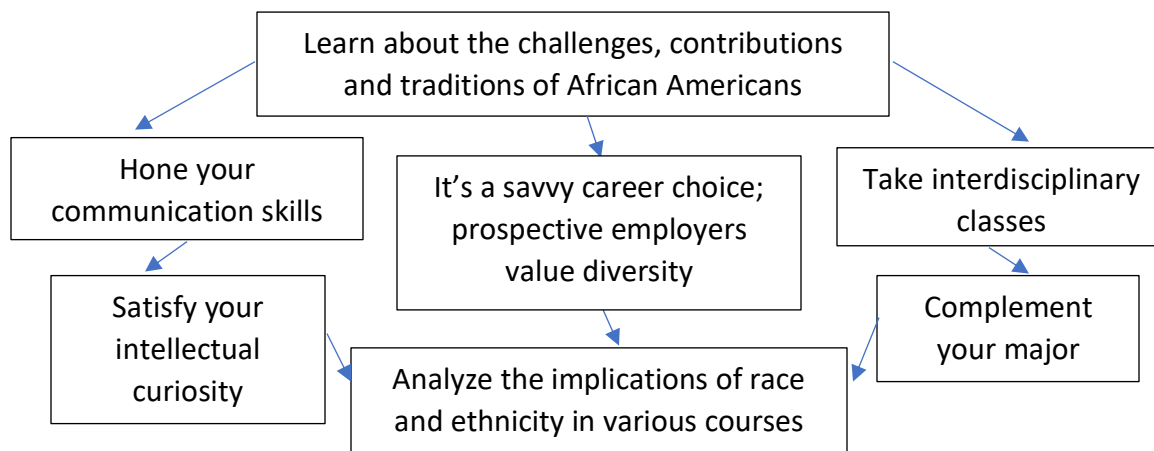 Learn about the challenges, contributions
and traditions of African Americans
Hone your
communication skills
It’s a savvy career choice;
prospective employers
value diversity
Take interdisciplinary
classes
Satisfy your
intellectual
curiosity
Complement
your major
Analyze the implications of race
and ethnicity in various courses